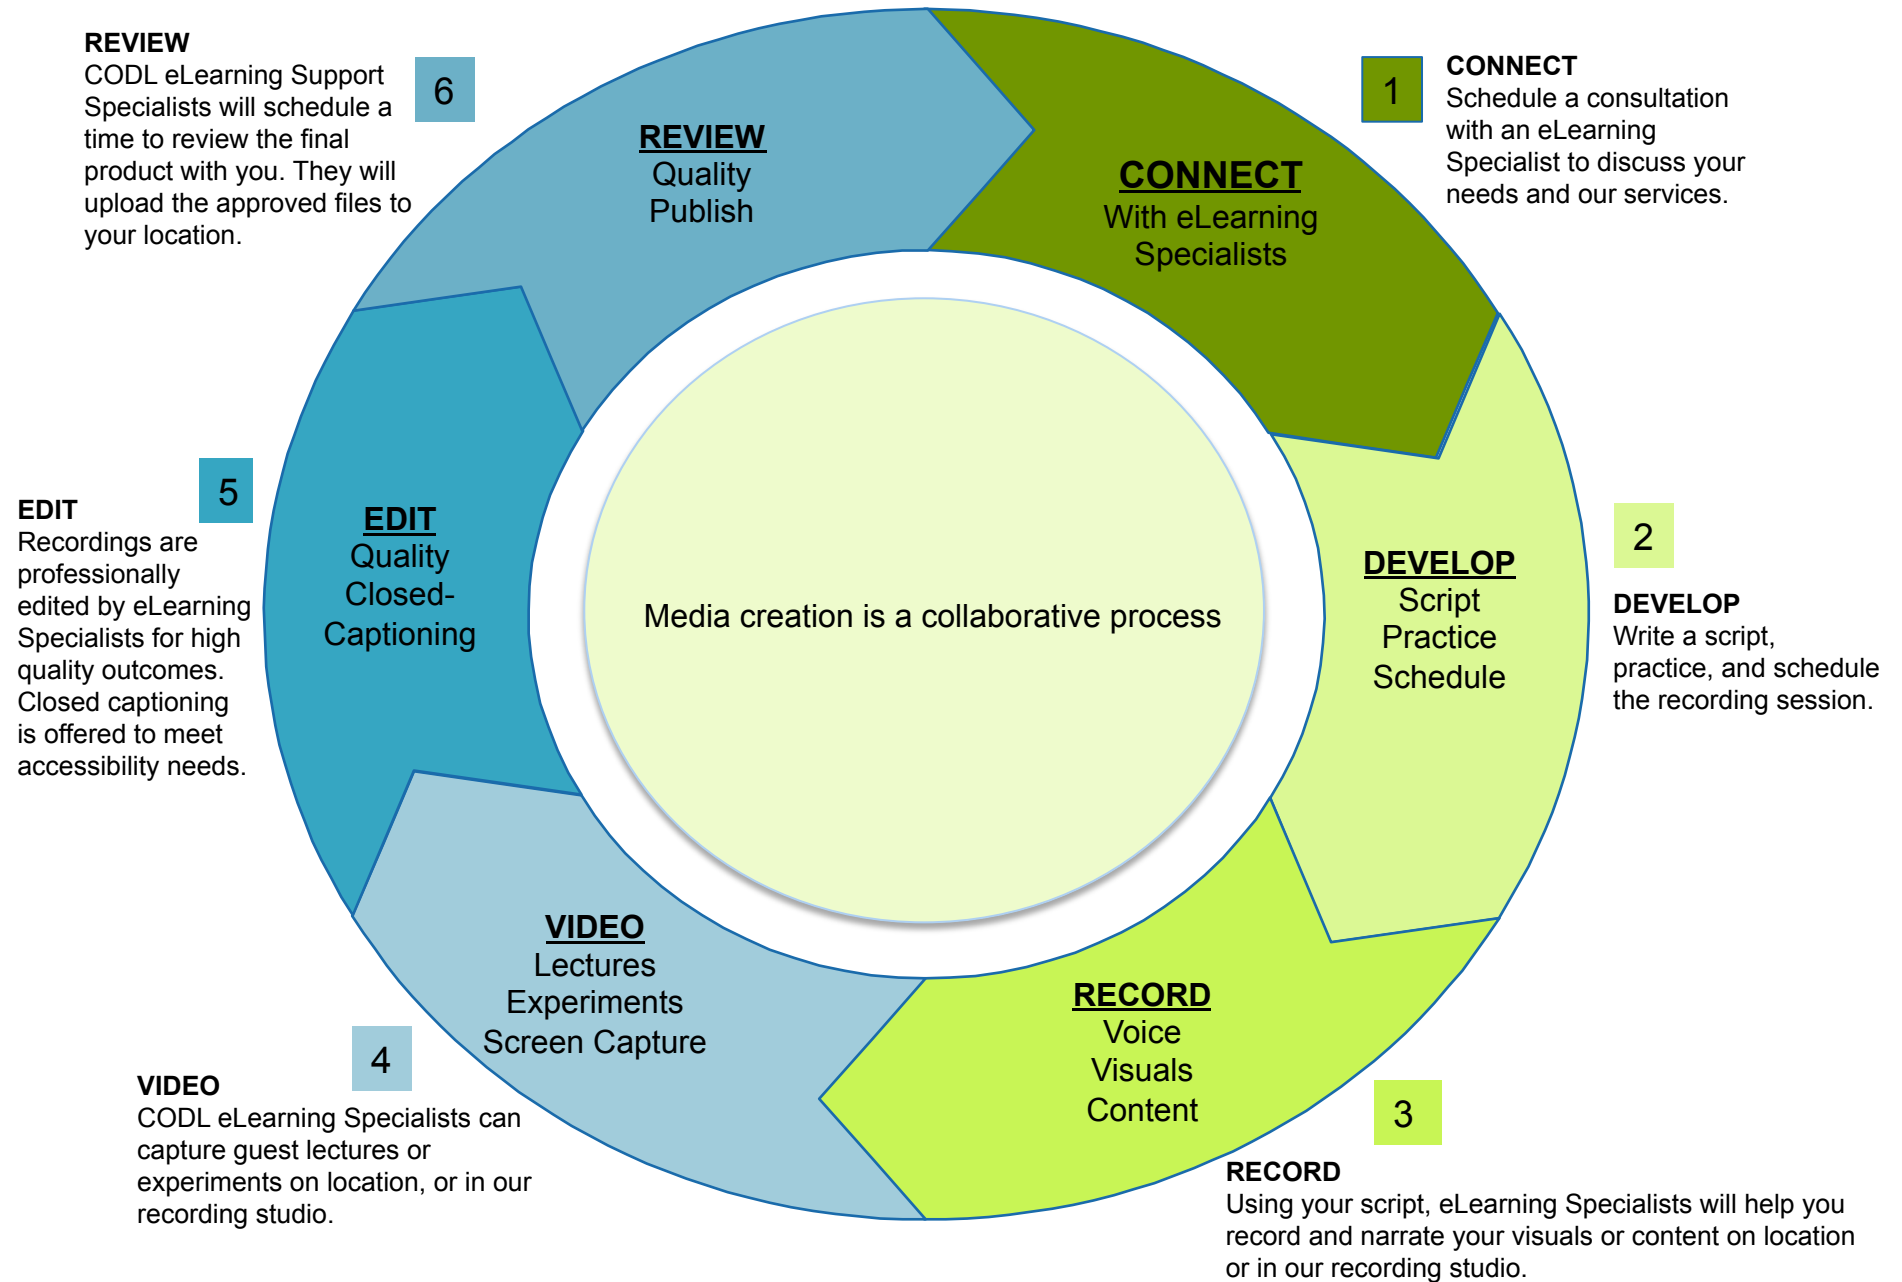 REVIEW
CODL eLearning Support
Specialists will schedule a
time to review the final
product with you. They will
upload the approved files to
your location.
6
REVIEW
Quality
Publish
1
CONNECT
Schedule a consultation
with an eLearning
Specialist to discuss your
needs and our services.
CONNECT
With eLearning
Specialists
2
DEVELOP
Write a script,
practice, and schedule
the recording session.
DEVELOP
Script
Practice
Schedule
Media creation is a collaborative process
5
EDIT
Recordings are
professionally
edited by eLearning
Specialists for high
quality outcomes.
Closed captioning
is offered to meet
accessibility needs.
EDIT
Quality
Closed-
Captioning
VIDEO
Lectures
Experiments
Screen Capture
4
VIDEO
CODL eLearning Specialists can
capture guest lectures or
experiments on location, or in our
recording studio.
RECORD
Voice
Visuals
Content
3
RECORD
Using your script, eLearning Specialists will help you
record and narrate your visuals or content on location
or in our recording studio.